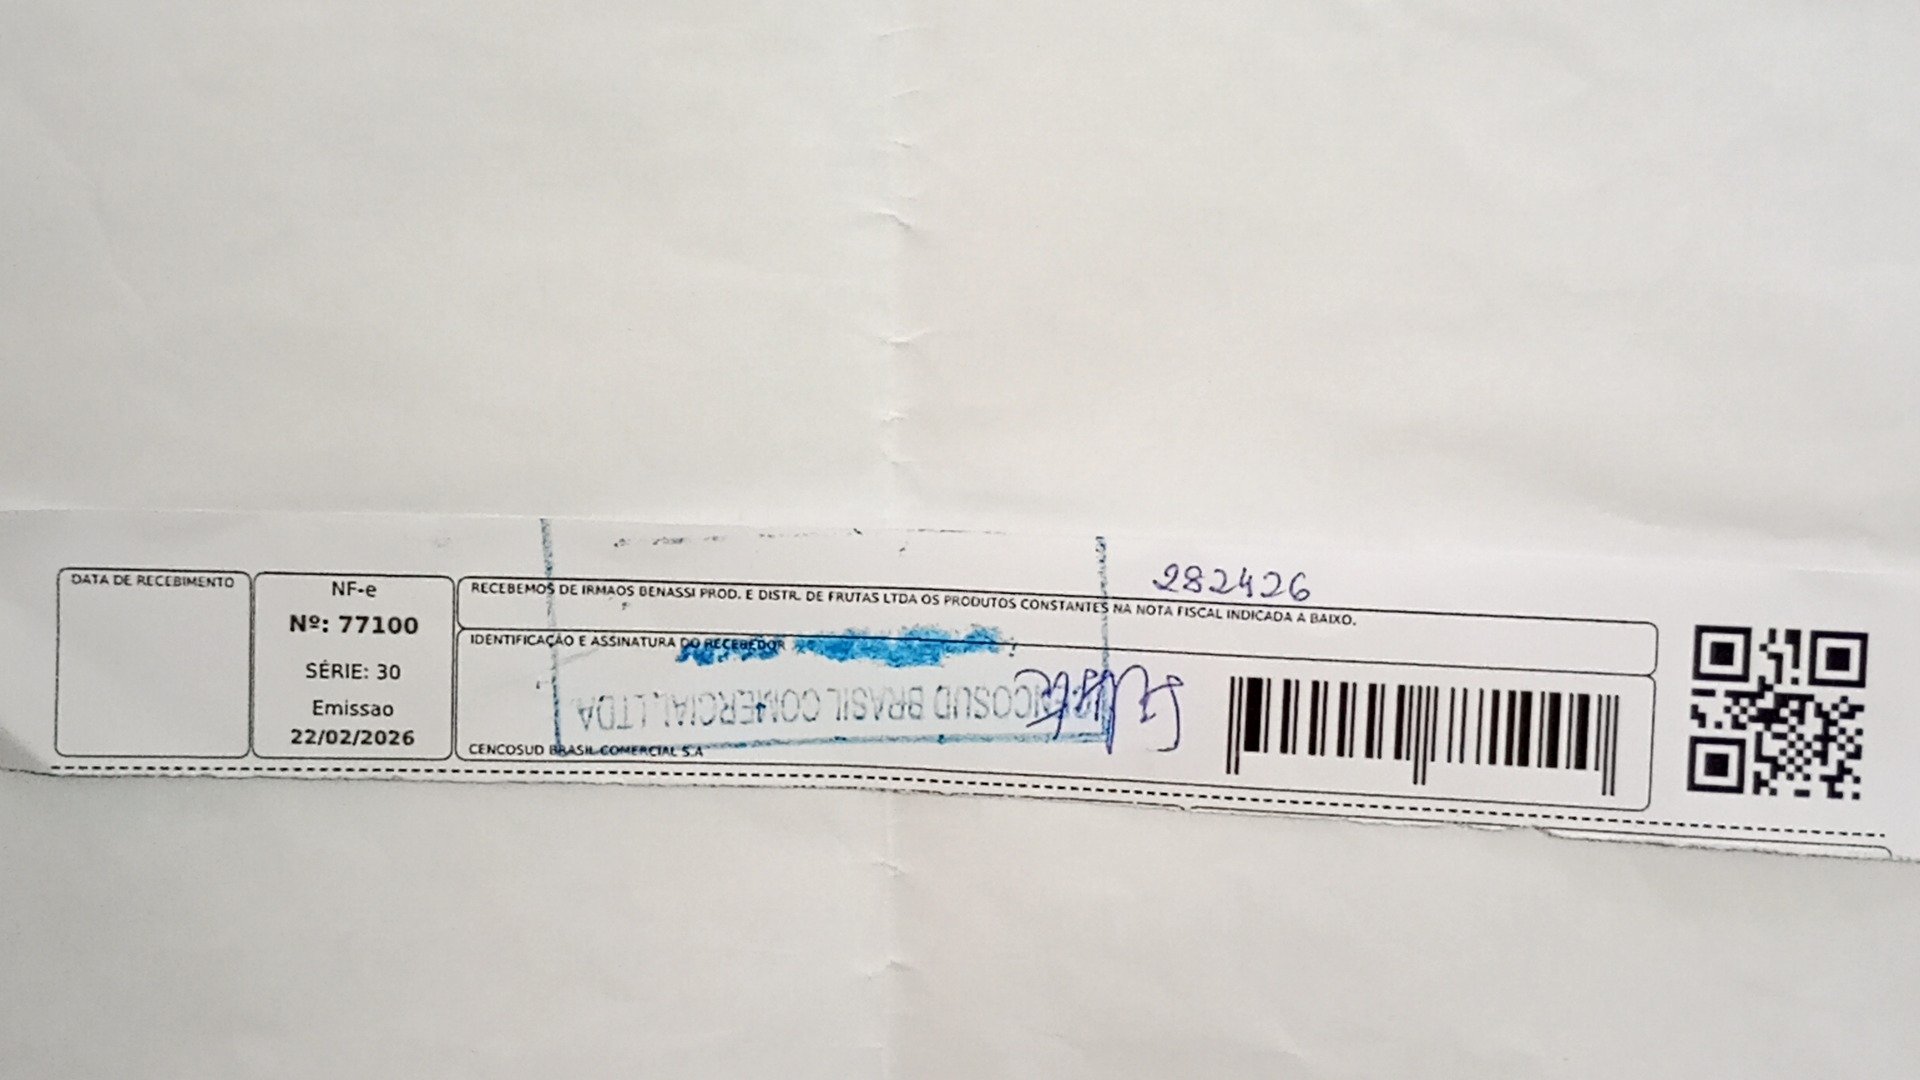 282426
DATA DE RECEBIMENTO
NF-e
Nº: 77100
SÉRIE: 30
Emissao
22/02/2026
RECEBEMOS DE IRMAOS BENASSI PROD. E DISTR. DE FRUTAS LTDA OS PRODUTOS CONSTANTES NA NOTA FISCAL INDICADA A BAIXO.
IDENTIFICAÇÃO E ASSINATURA DO RECEBEDOR
CENCOSUD BRASIL COMERCIAL LTDA
CENCOSUD BRASIL COMERCIAL S.A